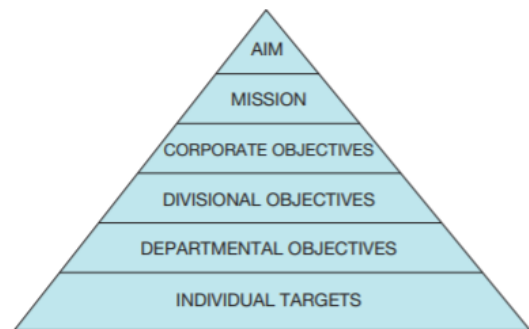 AIM
MISSION
CORPORATE OBJECTIVES
DIVISIONAL OBJECTIVES
DEPARTMENTAL OBJECTIVES
INDIVIDUAL TARGETS